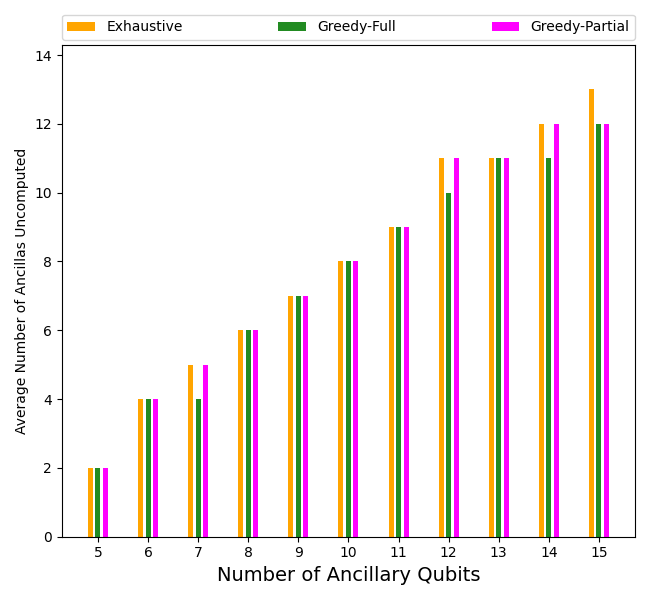 Exhaustive Greedy-Full Greedy-Partial
14
12
10
8
6
4
2
0
Average Number of Ancillas Uncomputed
5 6 7 8 9 10 11 12 13 14 15
Number of Ancillary Qubits